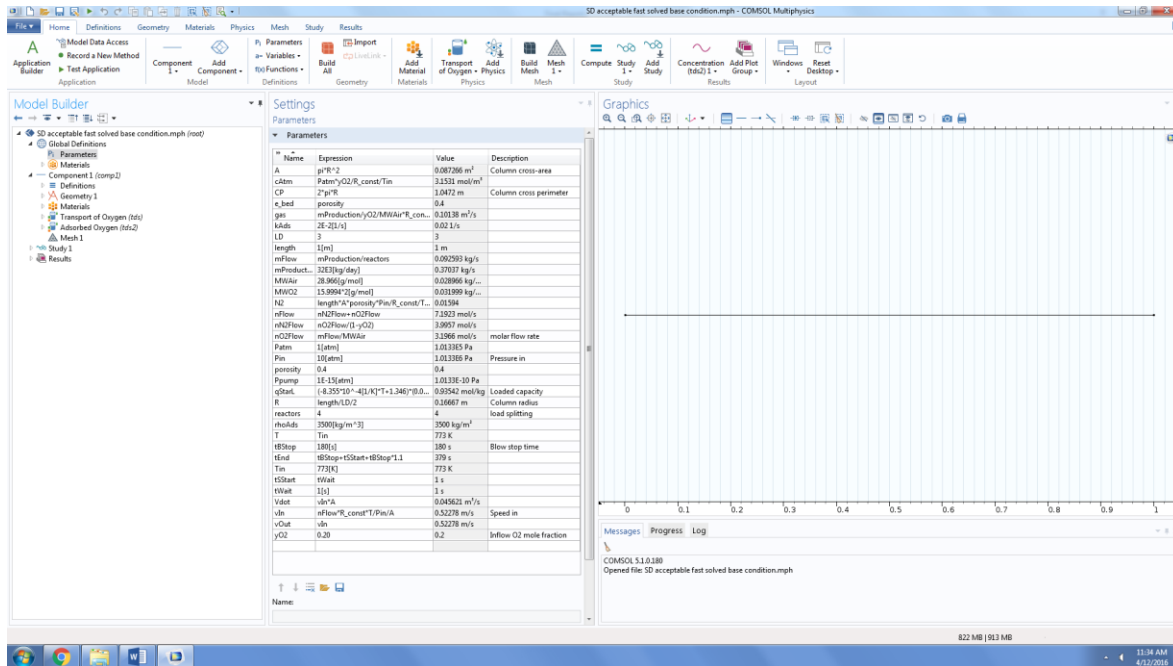 SD acceptable fast solved base condition.mph - COMSOL Multiphysics
File Home Definitions Geometry Materials Physics Mesh Study Results
Application Builder
Model Data Access
Record a New Method
Test Application
Application
Component 1
Add Component
Model
Pi Parameters
a= Variables
f(x) Functions
Definitions
Build All
Import
LiveLink
Geometry
Add Material
Materials
Transport of Oxygen
Add Physics
Physics
Build Mesh
Mesh 1
Mesh
Compute
Study 1
Add Study
Study
Concentration (tds2) 1
Add Plot Group
Results
Windows
Reset Desktop
Layout
Model Builder
SD acceptable fast solved base condition.mph (root)
Global Definitions
Pi Parameters
Materials
Component 1 (comp1)
Definitions
Geometry 1
Materials
Transport of Oxygen (tds)
Adsorbed Oxygen (tds2)
Mesh 1
Study 1
Results
Settings
Parameters
Parameters
Name Expression Value Description
A pi*R^2 0.087266 m² Column cross-area
cAtm Patm*yO2/R_const/Tin 3.1531 mol/m³
CP 2*pi*R 1.0472 m Column cross perimeter
e_bed porosity 0.4
gas mProduction/yO2/MWAir*R_con... 0.10138 m³/s
kAds 2E-2[1/s] 0.02 1/s
LD 3 3
length 1[m] 1 m
mFlow mProduction/reactors 0.092593 kg/s
mProduct... 32E3[kg/day] 0.37037 kg/s
MWAir 28.966[g/mol] 0.028966 kg/...
MWO2 15.9994*2[g/mol] 0.031999 kg/...
N2 length*A*porosity*Pin/R_const/T... 0.01594
nFlow nN2Flow+nO2Flow 7.1923 mol/s
nN2Flow nO2Flow/(1-yO2) 3.9957 mol/s
nO2Flow mFlow/MWAir 3.1966 mol/s molar flow rate
Patm 1[atm] 1.0133E5 Pa
Pin 10[atm] 1.0133E6 Pa Pressure in
porosity 0.4 0.4
Ppump 1E-15[atm] 1.0133E-10 Pa
qStarL (-8.355*10^-4[1/K]*T+1.346)*(0.0... 0.93542 mol/kg Loaded capacity
R length/LD/2 0.16667 m Column radius
reactors 4 4 load splitting
rhoAds 3500[kg/m^3] 3500 kg/m³
T Tin 773 K
tBStop 180[s] 180 s Blow stop time
tEnd tBStop+tSStart+tBStop*1.1 379 s
Tin 773[K] 773 K
tSStart tWait 1 s
tWait 1[s] 1 s
Vdot vIn*A 0.045621 m³/s
vIn nFlow*R_const*T/Pin/A 0.52278 m/s Speed in
vOut vIn 0.52278 m/s
yO2 0.20 0.2 Inflow O2 mole fraction
Name:
Graphics
0 0.1 0.2 0.3 0.4 0.5 0.6 0.7 0.8 0.9 1
Messages Progress Log
COMSOL 5.1.0.180
Opened file: SD acceptable fast solved base condition.mph
822 MB | 913 MB
11:34 AM
4/12/2016